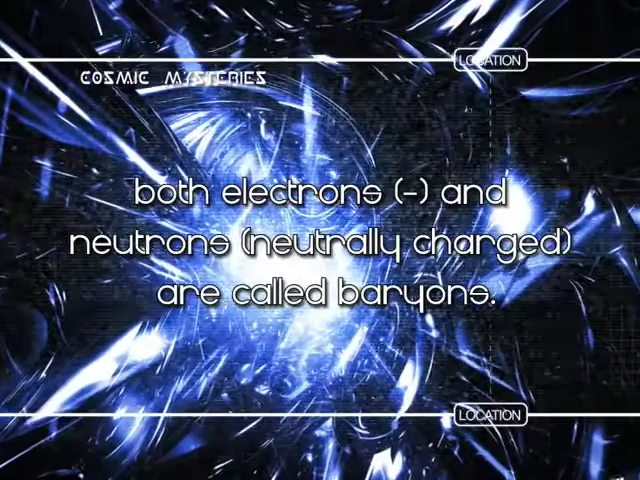 LOCATION
COSMIC MYSTERIES
both electrons (-) and
neutrons (neutrally charged)
are called baryons.
LOCATION